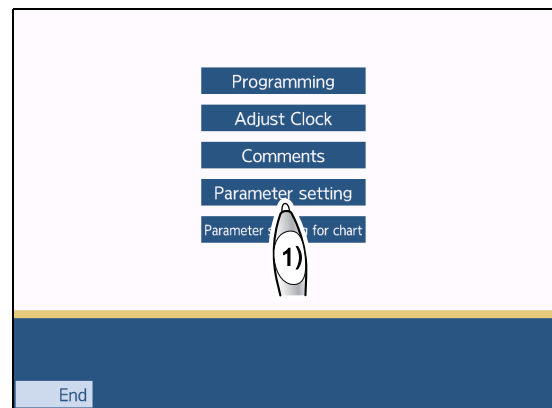 Programming
Adjust Clock
Comments
Parameter setting
Parameter s for chart
1)
End